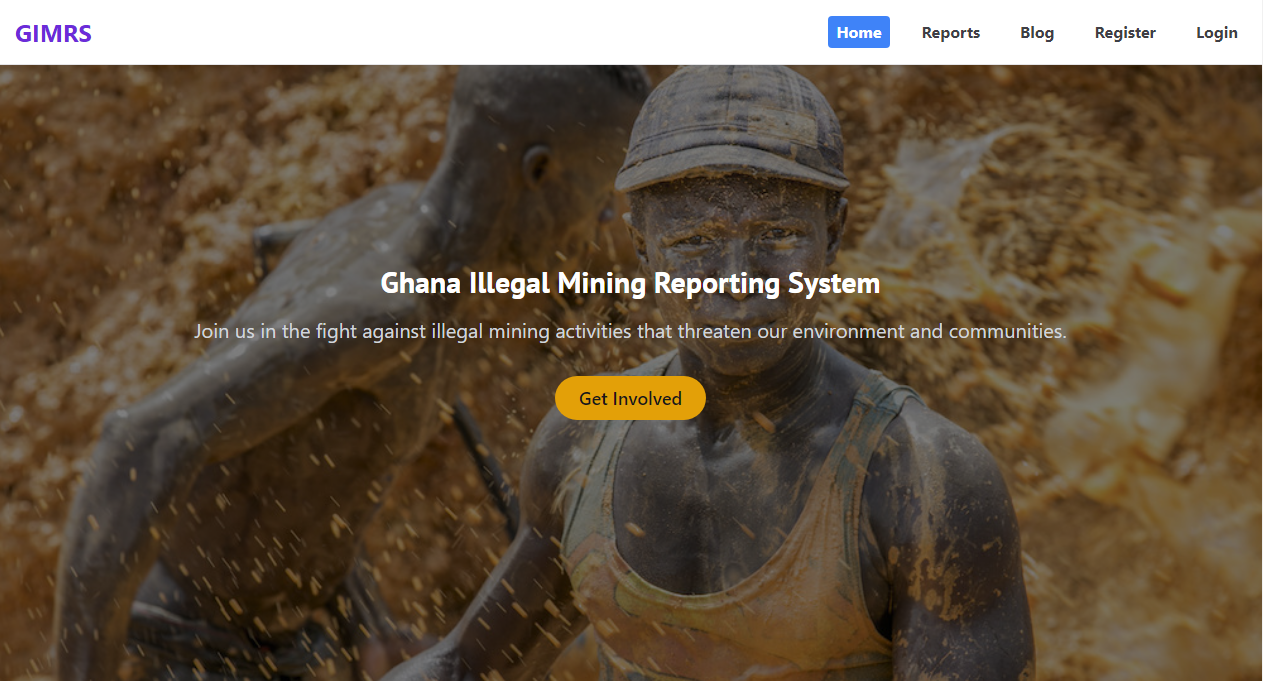 GIMRS
Home Reports Blog Register Login
Ghana Illegal Mining Reporting System
Join us in the fight against illegal mining activities that threaten our environment and communities.
Get Involved